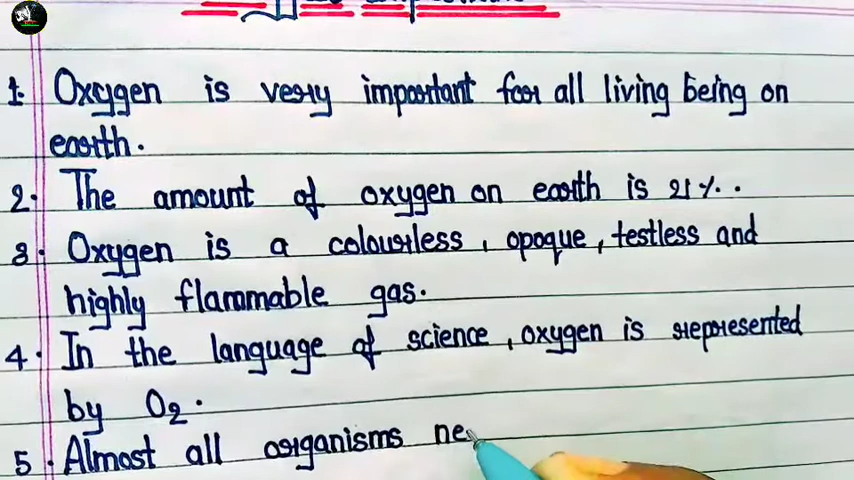 1. Oxygen is very important for all living being on
earth.
2. The amount of oxygen on earth is 21%.
3. Oxygen is a colourless, opoque, testless and
highly flammable gas.
4. In the language of science, oxygen is represented
by O2.
5. Almost all organisms ne